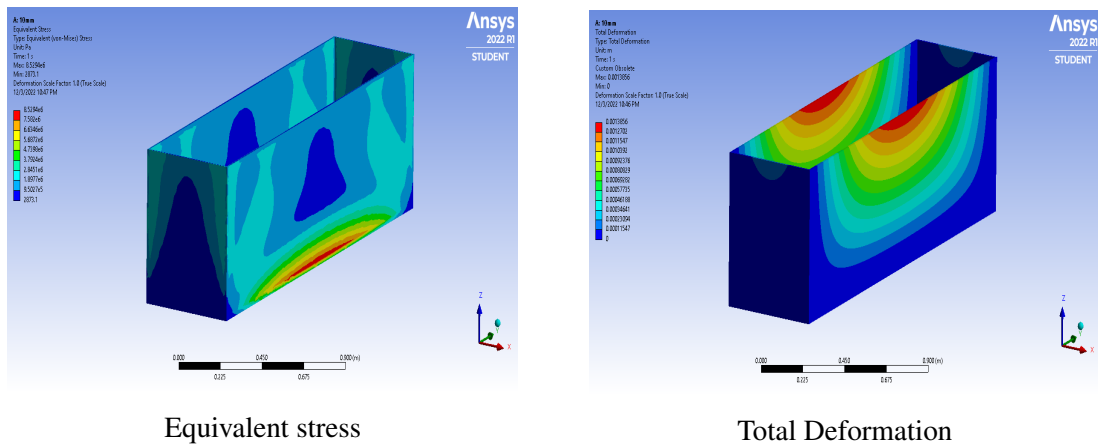 A: 10mm
Equivalent Stress
Type: Equivalent (von-Mises) Stress
Unit: Pa
Time: 1 s
Max: 8.5294e6
Min: 2873.1
Deformation Scale Factor: 1.0 (True Scale)
12/3/2022 10:47 PM
8.5294e6
7.582e6
6.6346e6
5.6872e6
4.7398e6
3.7924e6
2.8451e6
1.8977e6
9.5027e5
2873.1
Ansys
2022 R1
STUDENT
Z
Y
X
0.000
0.450
0.900 (m)
0.225
0.675
Equivalent stress
A: 10mm
Total Deformation
Type: Total Deformation
Unit: m
Time: 1 s
Custom Obsolete
Max: 0.0013856
Min: 0
Deformation Scale Factor: 1.0 (True Scale)
12/3/2022 10:46 PM
0.0013856
0.0012702
0.0011547
0.0010392
0.00092376
0.00080829
0.00069282
0.00057735
0.00046188
0.00034641
0.00023094
0.00011547
0
Ansys
2022 R1
STUDENT
Z
Y
X
0.000
0.450
0.900 (m)
0.225
0.675
Total Deformation